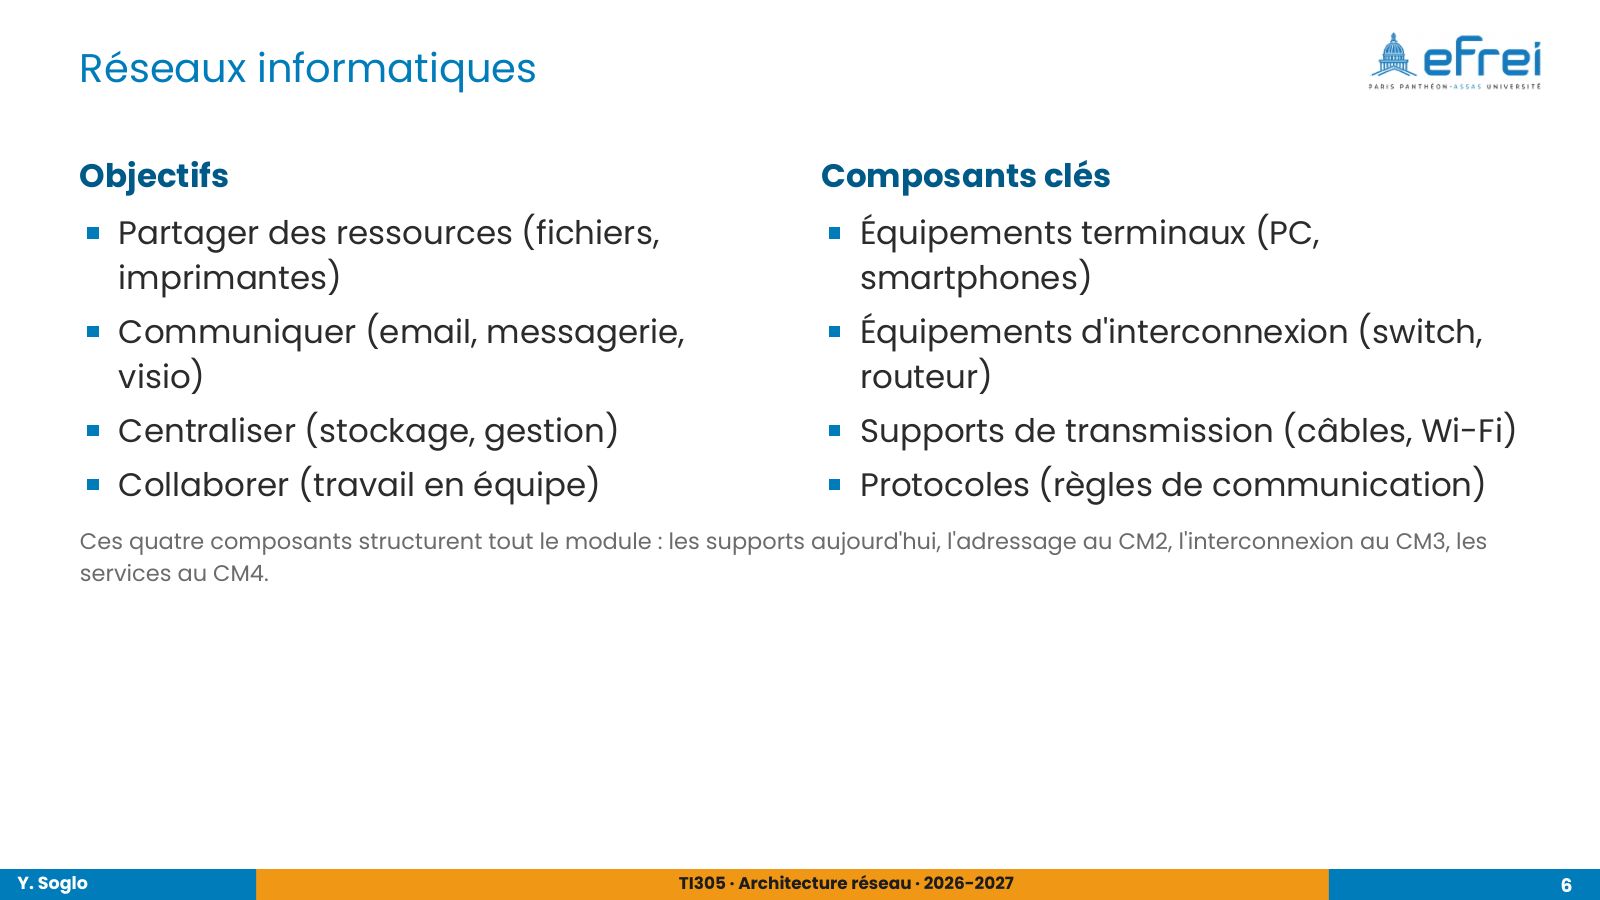 Réseaux informatiques
efrei
PARIS PANTHÉON-ASSAS UNIVERSITÉ
Objectifs
Partager des ressources (fichiers,
imprimantes)
Communiquer (email, messagerie,
visio)
Centraliser (stockage, gestion)
Collaborer (travail en équipe)
Composants clés
Équipements terminaux (PC,
smartphones)
Équipements d'interconnexion (switch,
routeur)
Supports de transmission (câbles, Wi-Fi)
Protocoles (règles de communication)
Ces quatre composants structurent tout le module : les supports aujourd'hui, l'adressage au CM2, l'interconnexion au CM3, les
services au CM4.
Y. Soglo
TI305 · Architecture réseau · 2026-2027
6